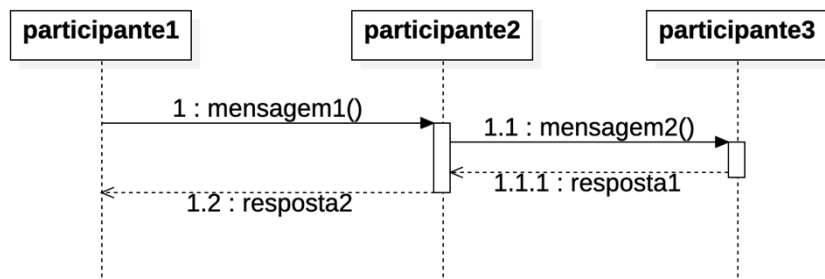 participante1
participante2
participante3
1 : mensagem1()
1.1 : mensagem2()
1.1.1 : resposta1
1.2 : resposta2